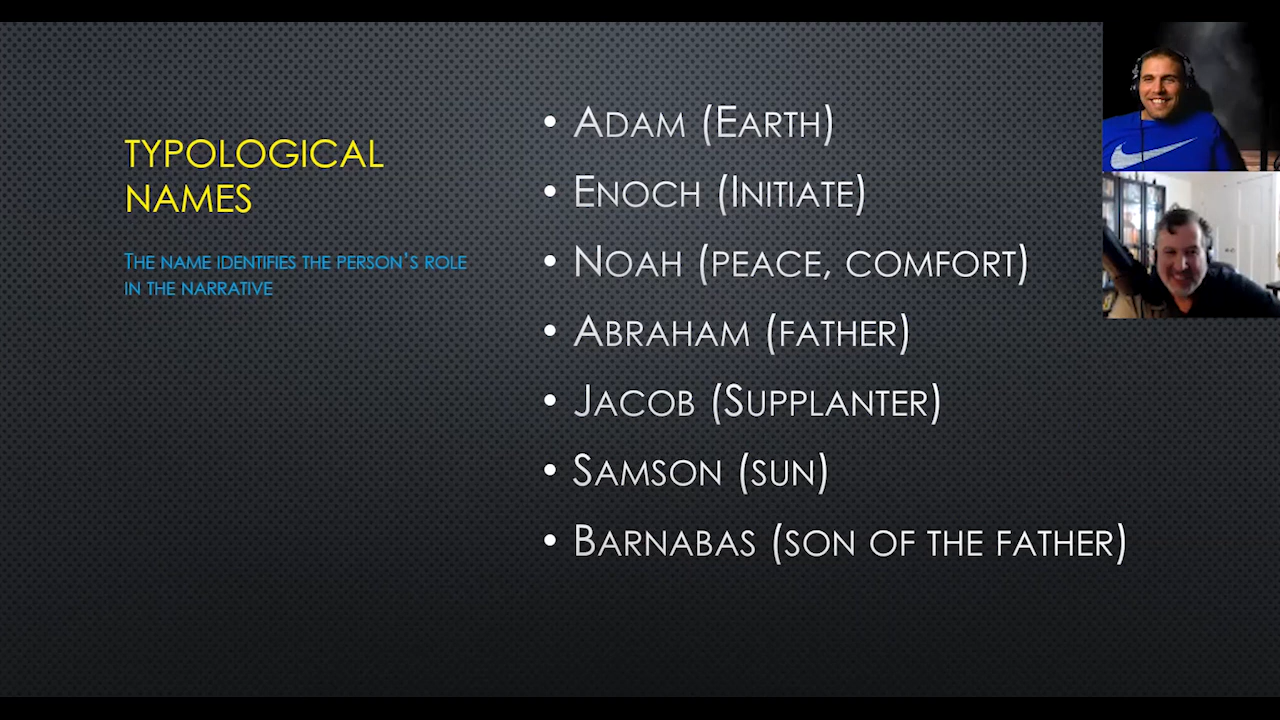 TYPOLOGICAL
NAMES
THE NAME IDENTIFIES THE PERSON'S ROLE
IN THE NARRATIVE
• ADAM (EARTH)
• ENOCH (INITIATE)
• NOAH (PEACE, COMFORT)
• ABRAHAM (FATHER)
• JACOB (SUPPLANTER)
• SAMSON (SUN)
• BARNABAS (SON OF THE FATHER)